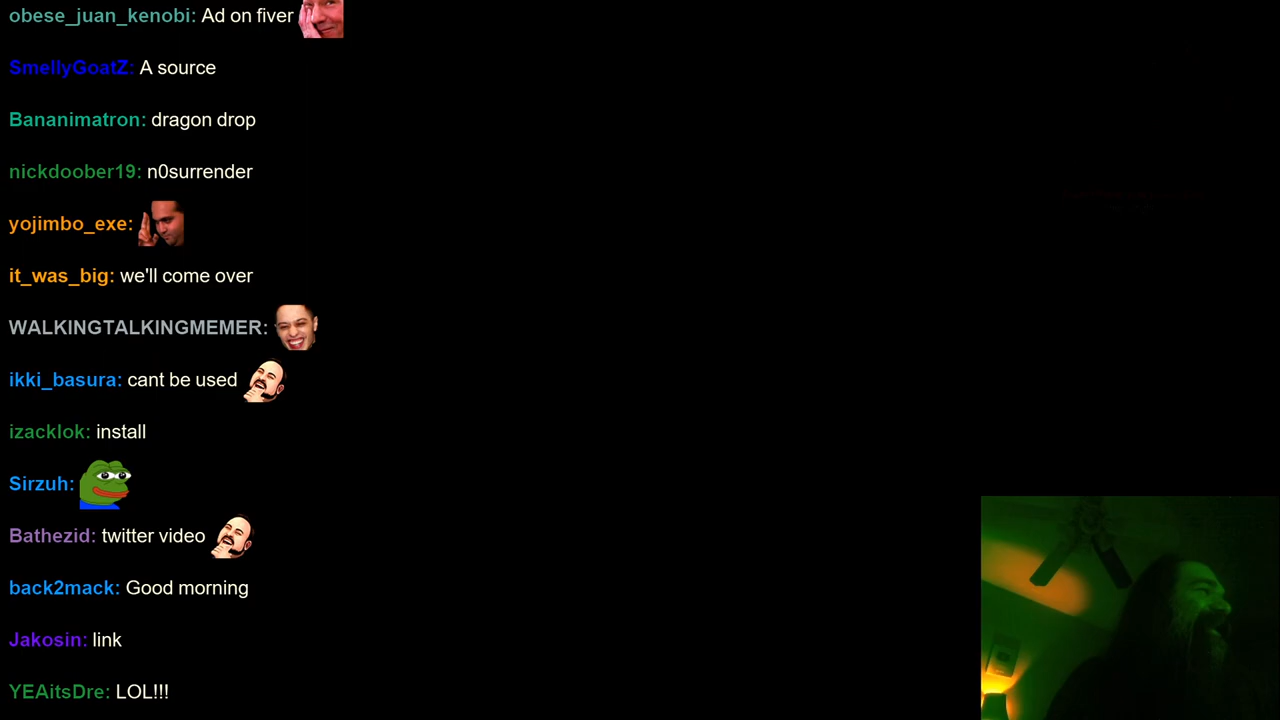 obese_juan_kenobi: Ad on fiver
SmellyGoatZ: A source
Bananimatron: dragon drop
nickdoober19: n0surrender
yojimbo_exe:
it_was_big: we'll come over
WALKINGTALKINGMEMER:
ikki_basura: cant be used
izacklok: install
Sirzuh:
Bathezid: twitter video
back2mack: Good morning
Jakosin: link
YEAitsDre: LOL!!!